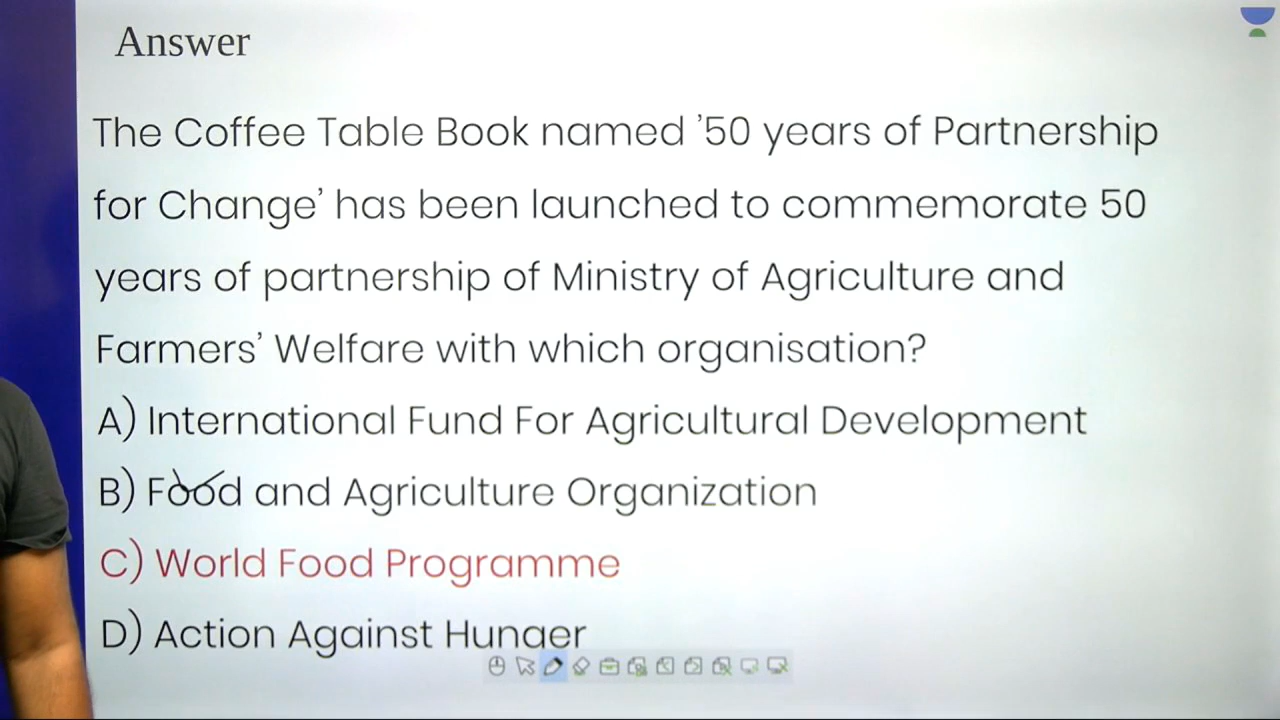 Answer
The Coffee Table Book named ’50 years of Partnership
for Change’ has been launched to commemorate 50
years of partnership of Ministry of Agriculture and
Farmers’ Welfare with which organisation?
A) International Fund For Agricultural Development
B) Food and Agriculture Organization
C) World Food Programme
D) Action Against Hunger